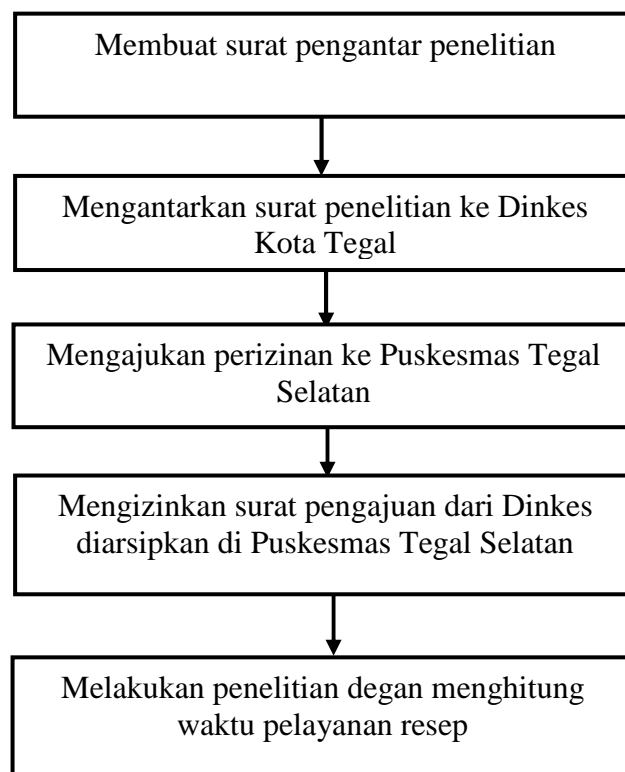 Membuat surat pengantar penelitian
Mengantarkan surat penelitian ke Dinkes
Kota Tegal
Mengajukan perizinan ke Puskesmas Tegal
Selatan
Mengizinkan surat pengajuan dari Dinkes
diarsipkan di Puskesmas Tegal Selatan
Melakukan penelitian degan menghitung
waktu pelayanan resep